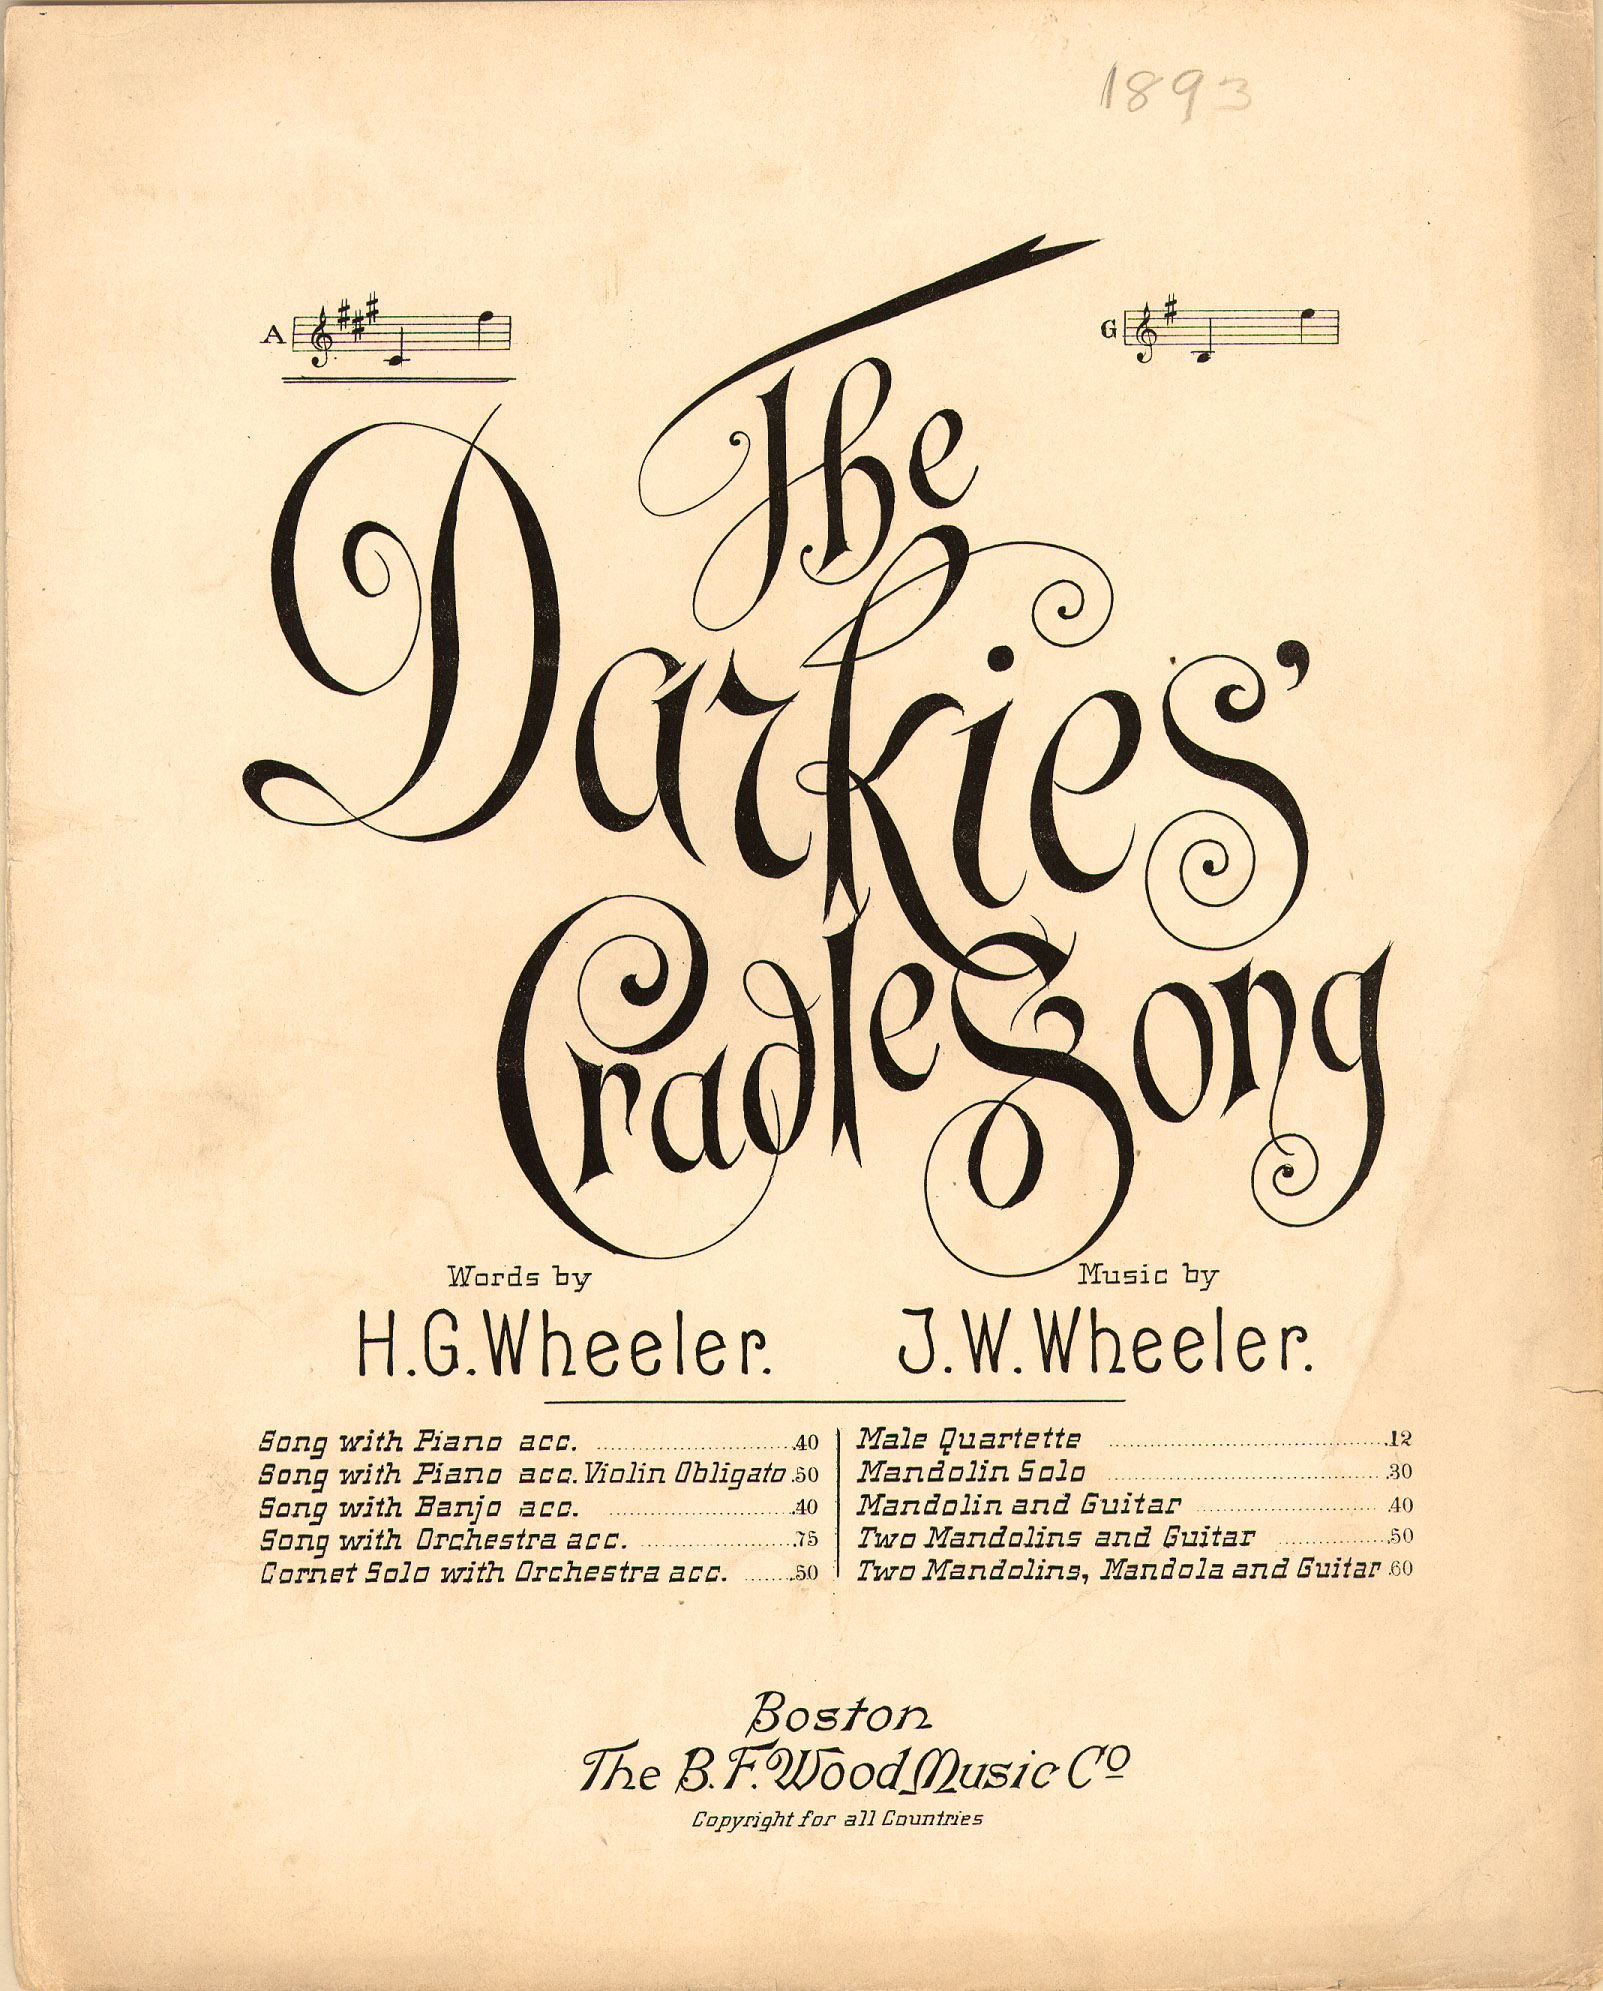 1893
A
G
The
Darkies'
Cradle Song
Words by
H.G. Wheeler.
Music by
J.W. Wheeler.
Song with Piano acc. .40
Song with Piano acc. Violin Obligato .50
Song with Banjo acc. .40
Song with Orchestra acc. .75
Cornet Solo with Orchestra acc. .50
Male Quartette .12
Mandolin Solo .30
Mandolin and Guitar .40
Two Mandolins and Guitar .50
Two Mandolins, Mandola and Guitar .60
Boston
The B.F. Wood Music Co
Copyright for all Countries